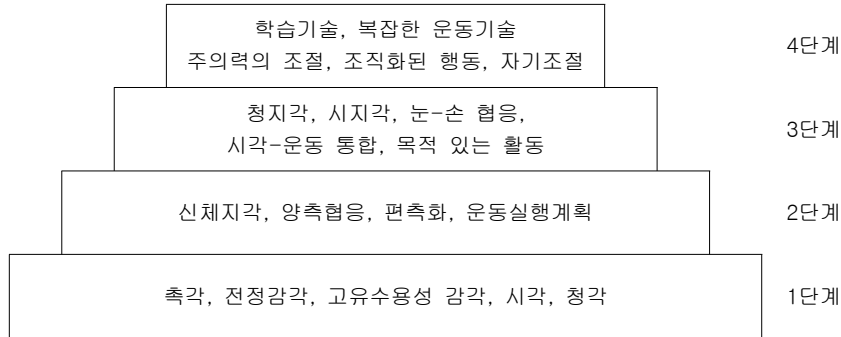 학습기술, 복잡한 운동기술
주의력의 조절, 조직화된 행동, 자기조절
4단계
청지각, 시지각, 눈-손 협응,
시각-운동 통합, 목적 있는 활동
3단계
신체지각, 양측협응, 편측화, 운동실행계획
2단계
촉각, 전정감각, 고유수용성 감각, 시각, 청각
1단계